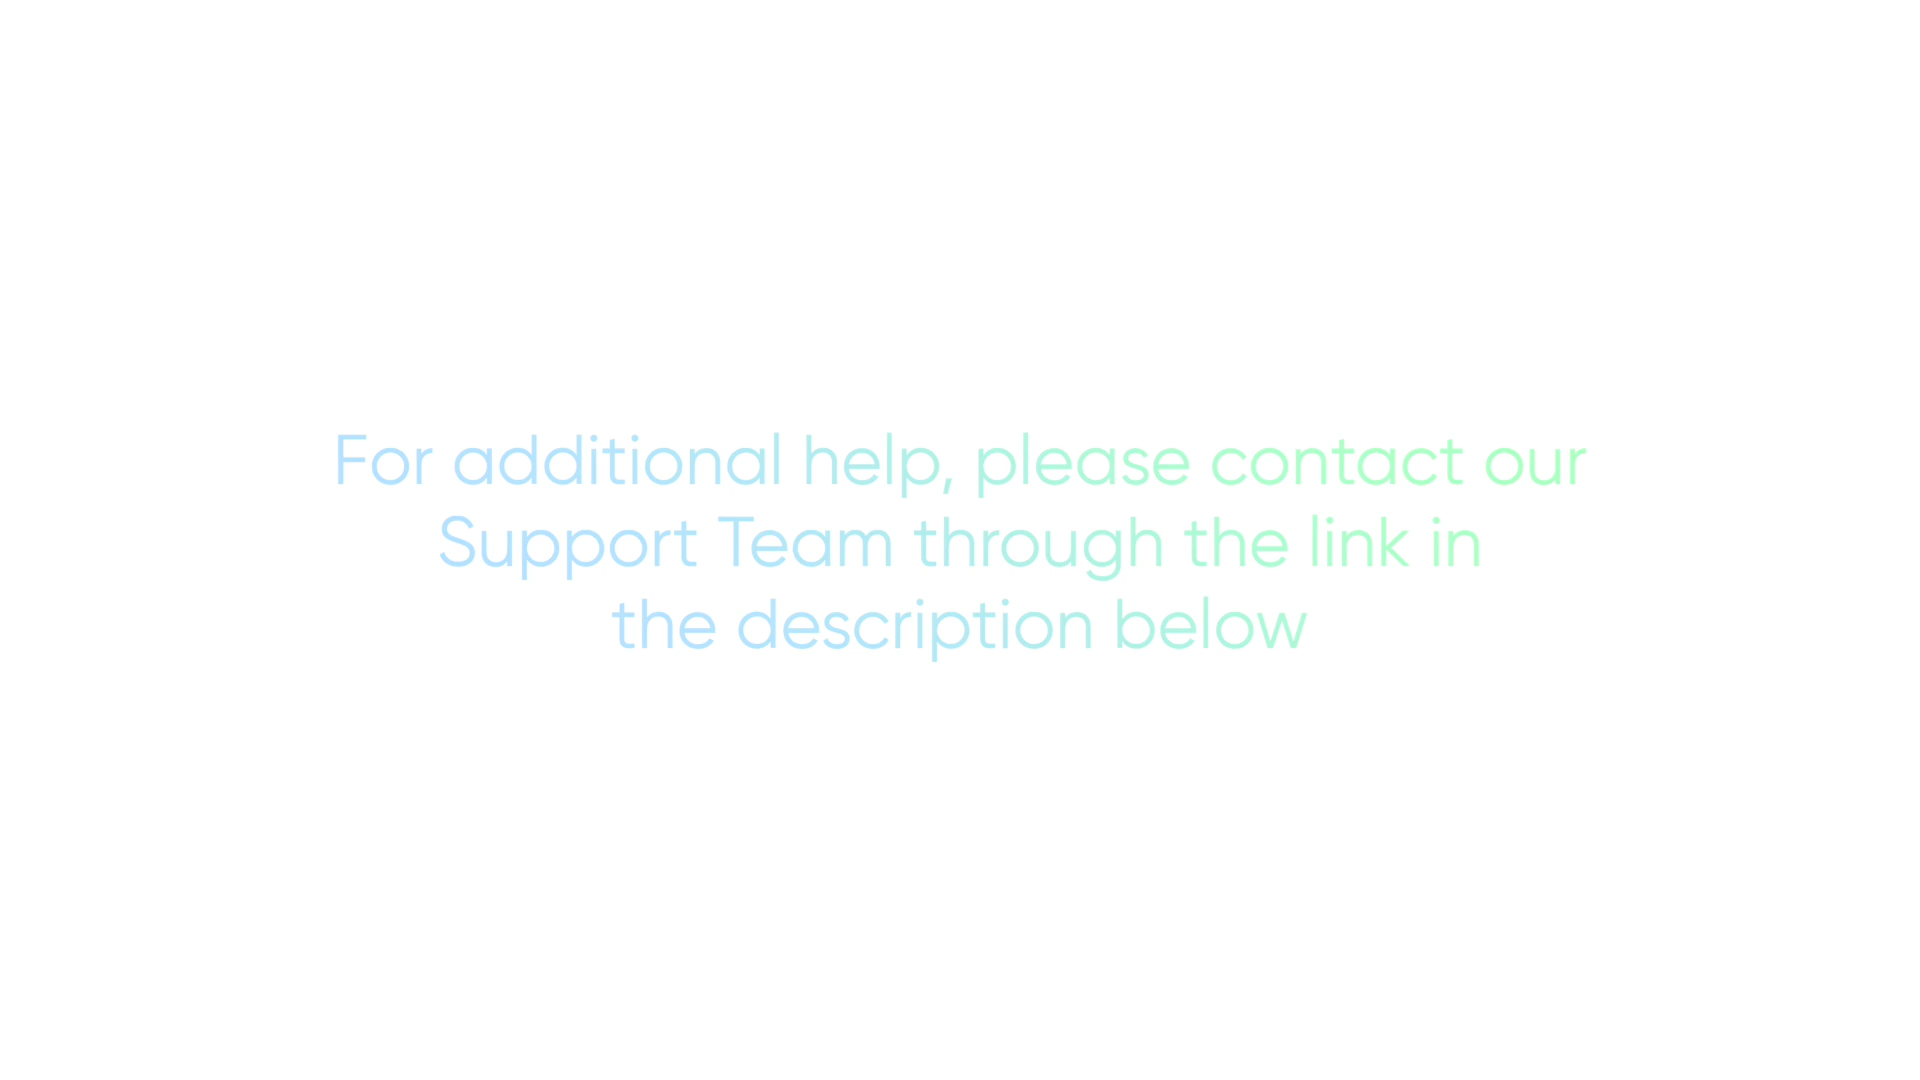 For additional help, please contact our
Support Team through the link in
the description below